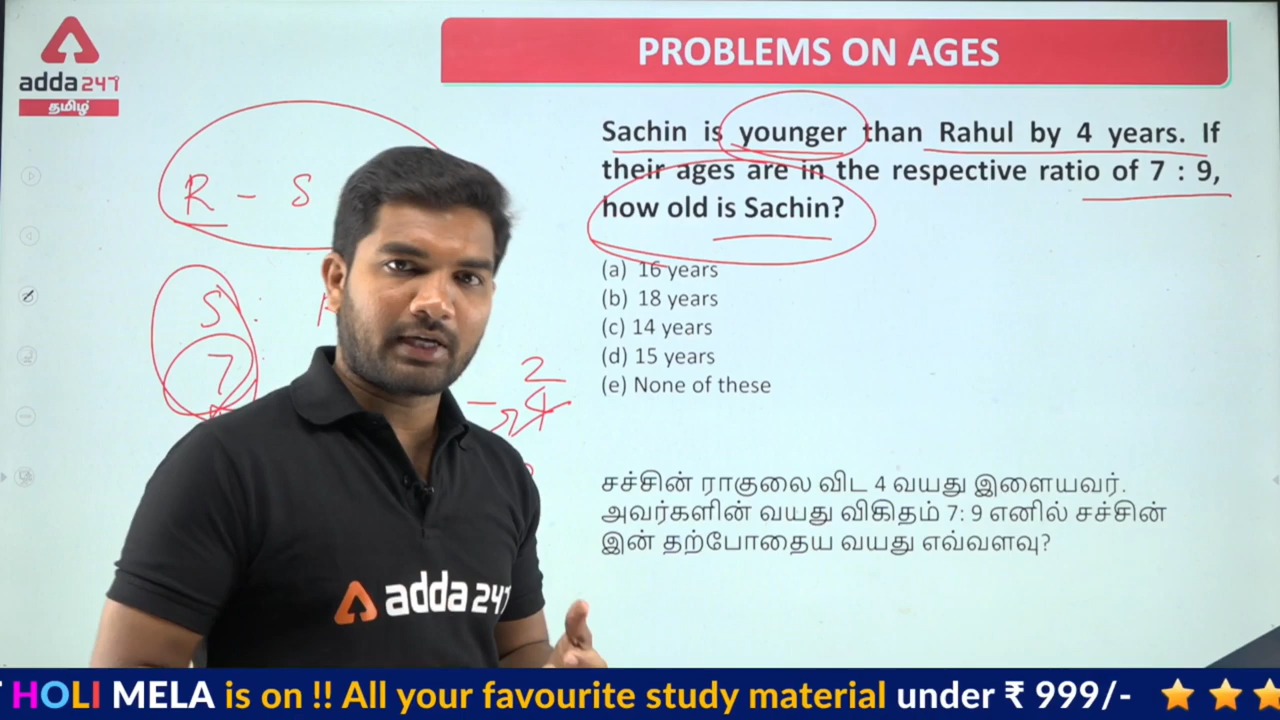 adda247
தமிழ்
PROBLEMS ON AGES
Sachin is younger than Rahul by 4 years. If
their ages are in the respective ratio of 7 : 9,
how old is Sachin?
(a) 16 years
(b) 18 years
(c) 14 years
(d) 15 years
(e) None of these
சச்சின் ராகுலை விட 4 வயது இளையவர்.
அவர்களின் வயது விகிதம் 7: 9 எனில் சச்சின்
இன் தற்போதைய வயது எவ்வளவு?
R - S
S :
7
2
4
adda 247
HOLI MELA is on !! All your favourite study material under ₹ 999/-